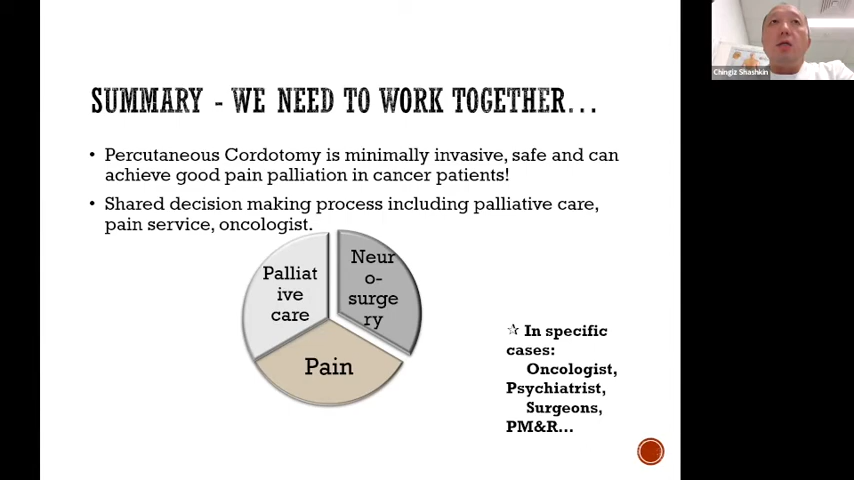 Chingiz Shashkin
SUMMARY - WE NEED TO WORK TOGETHER...
• Percutaneous Cordotomy is minimally invasive, safe and can
achieve good pain palliation in cancer patients!
• Shared decision making process including palliative care,
pain service, oncologist.
Palliat
ive
care
Neur
o-
surge
ry
Pain
☆ In specific
cases:
Oncologist,
Psychiatrist,
Surgeons,
PM&R...